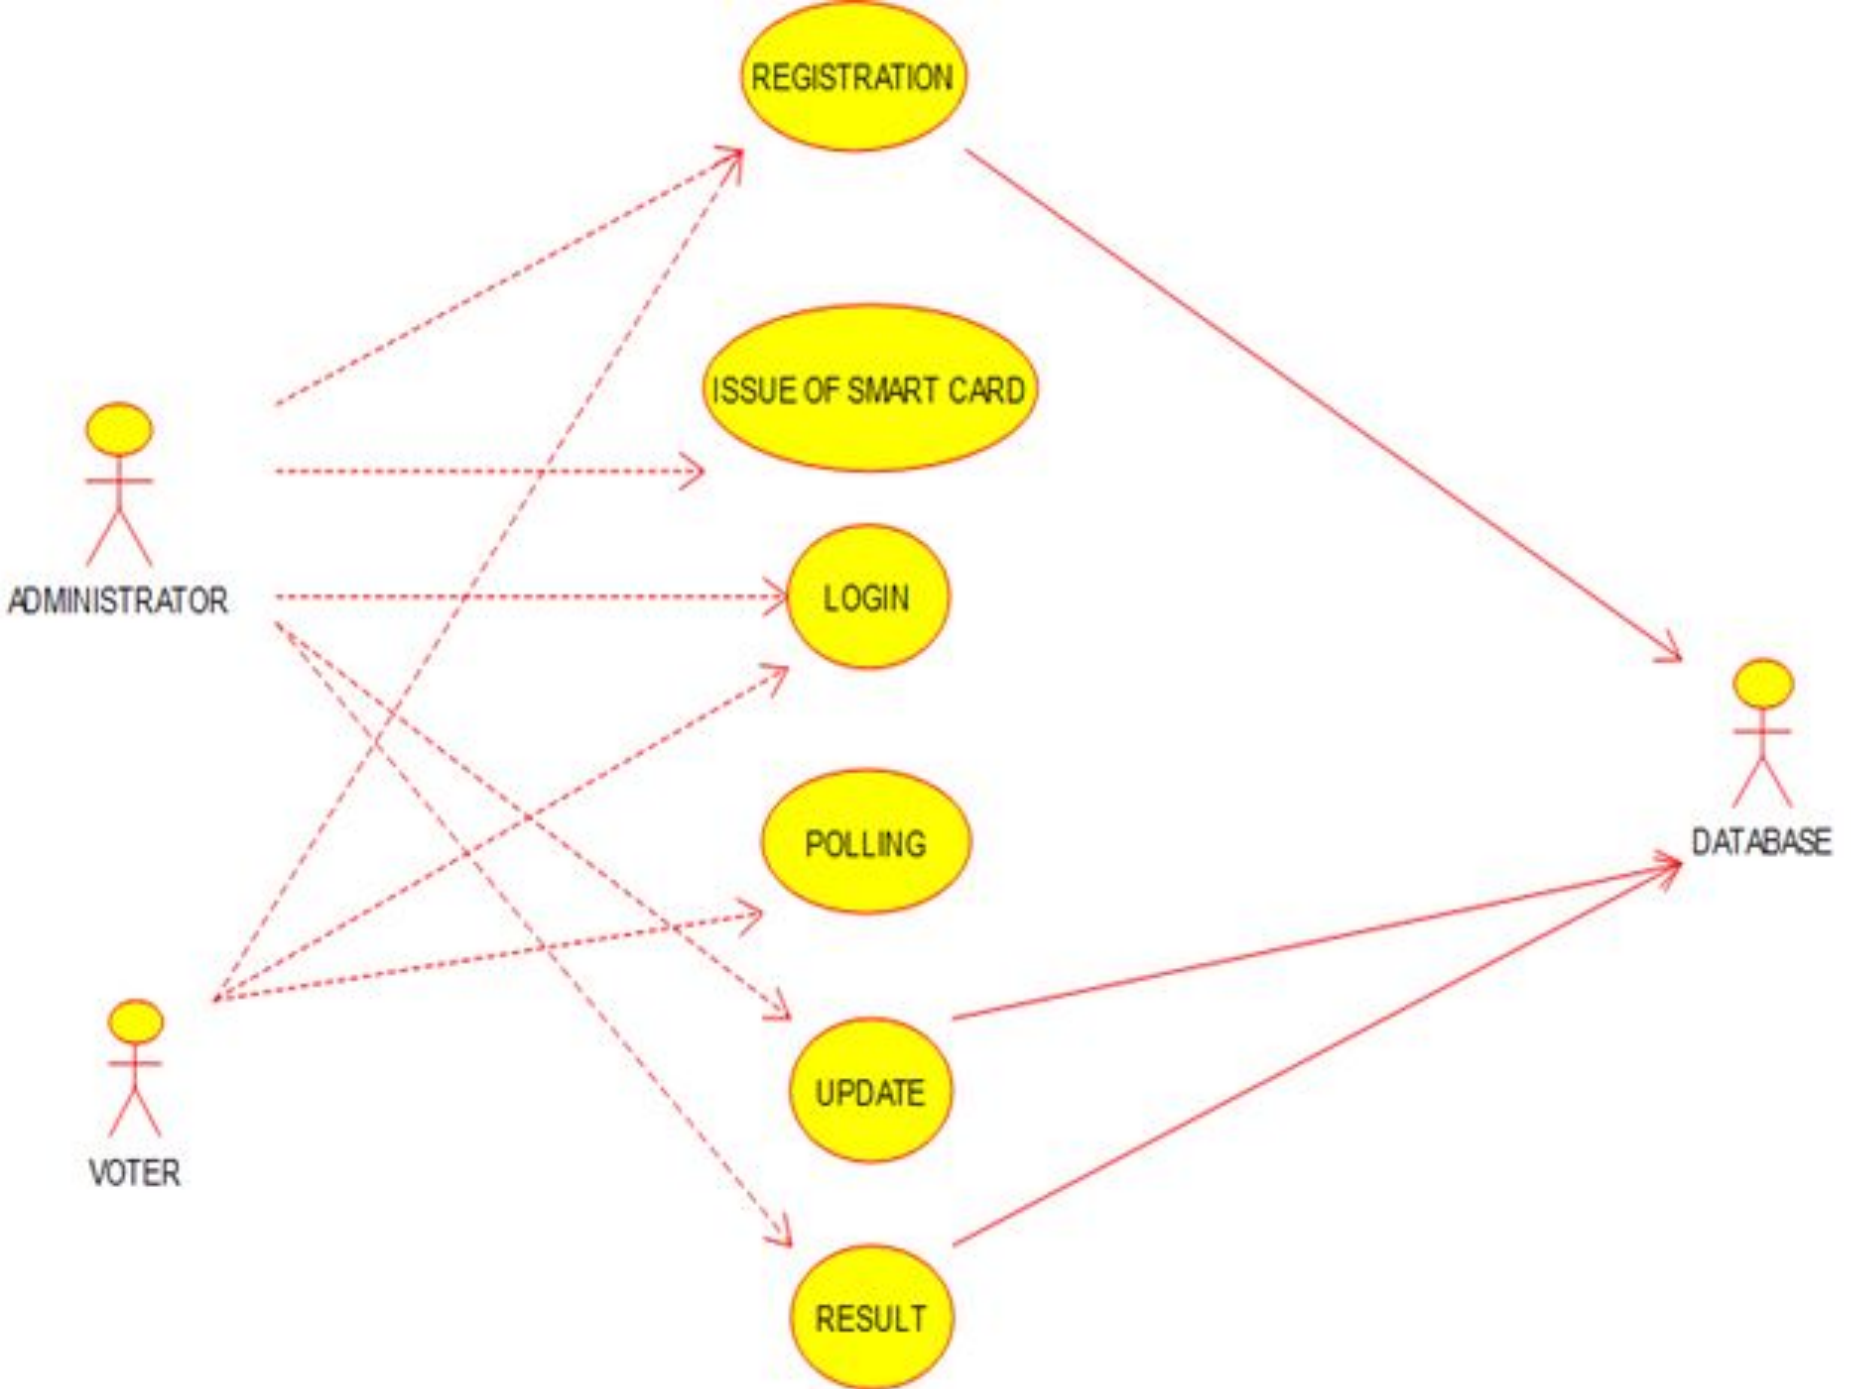 REGISTRATION
ISSUE OF SMART CARD
LOGIN
ADMINISTRATOR
POLLING
DATABASE
UPDATE
VOTER
RESULT